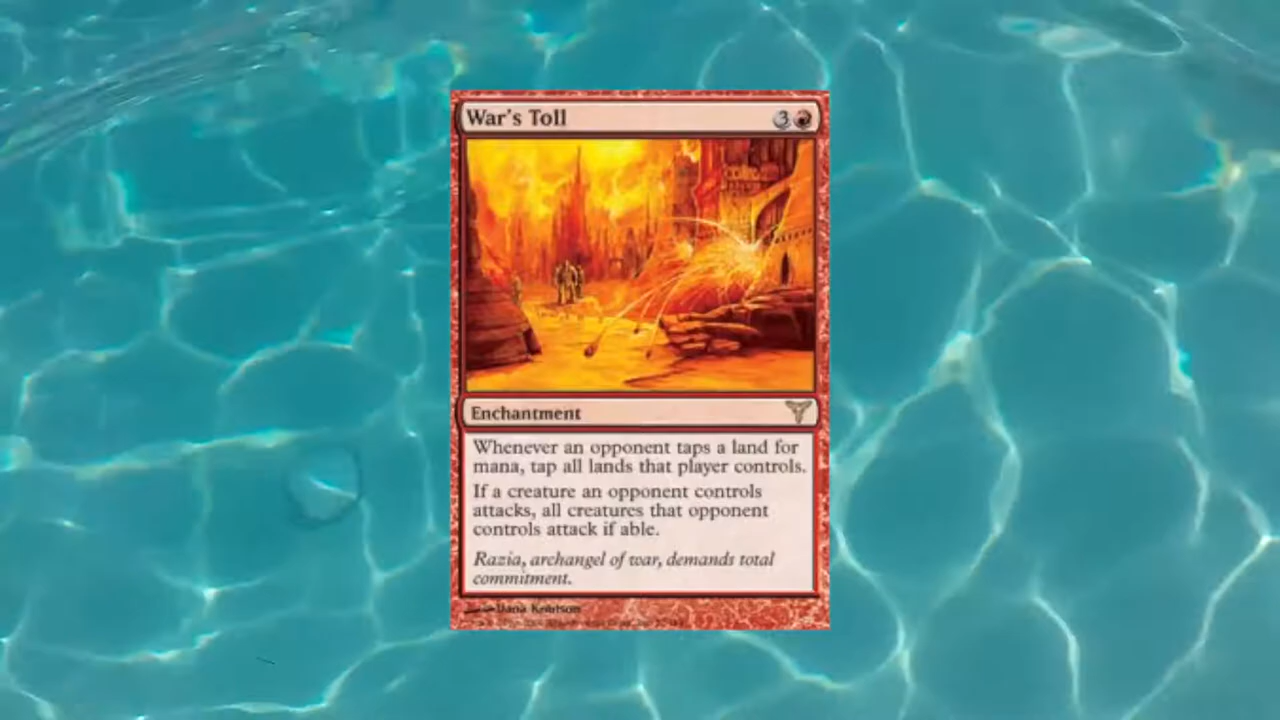 War's Toll
3
Enchantment
Whenever an opponent taps a land for
mana, tap all lands that player controls.
If a creature an opponent controls
attacks, all creatures that opponent
controls attack if able.
Razia, archangel of war, demands total
commitment.
Dana Knutson